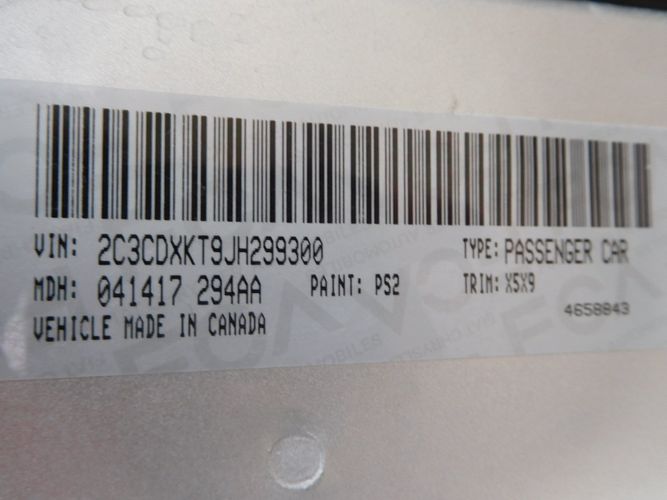 VIN: 2C3CDXKT9JH299300 TYPE: PASSENGER CAR
MDH: 041417 294AA PAINT: PS2 TRIM: X5X9
VEHICLE MADE IN CANADA 4658843